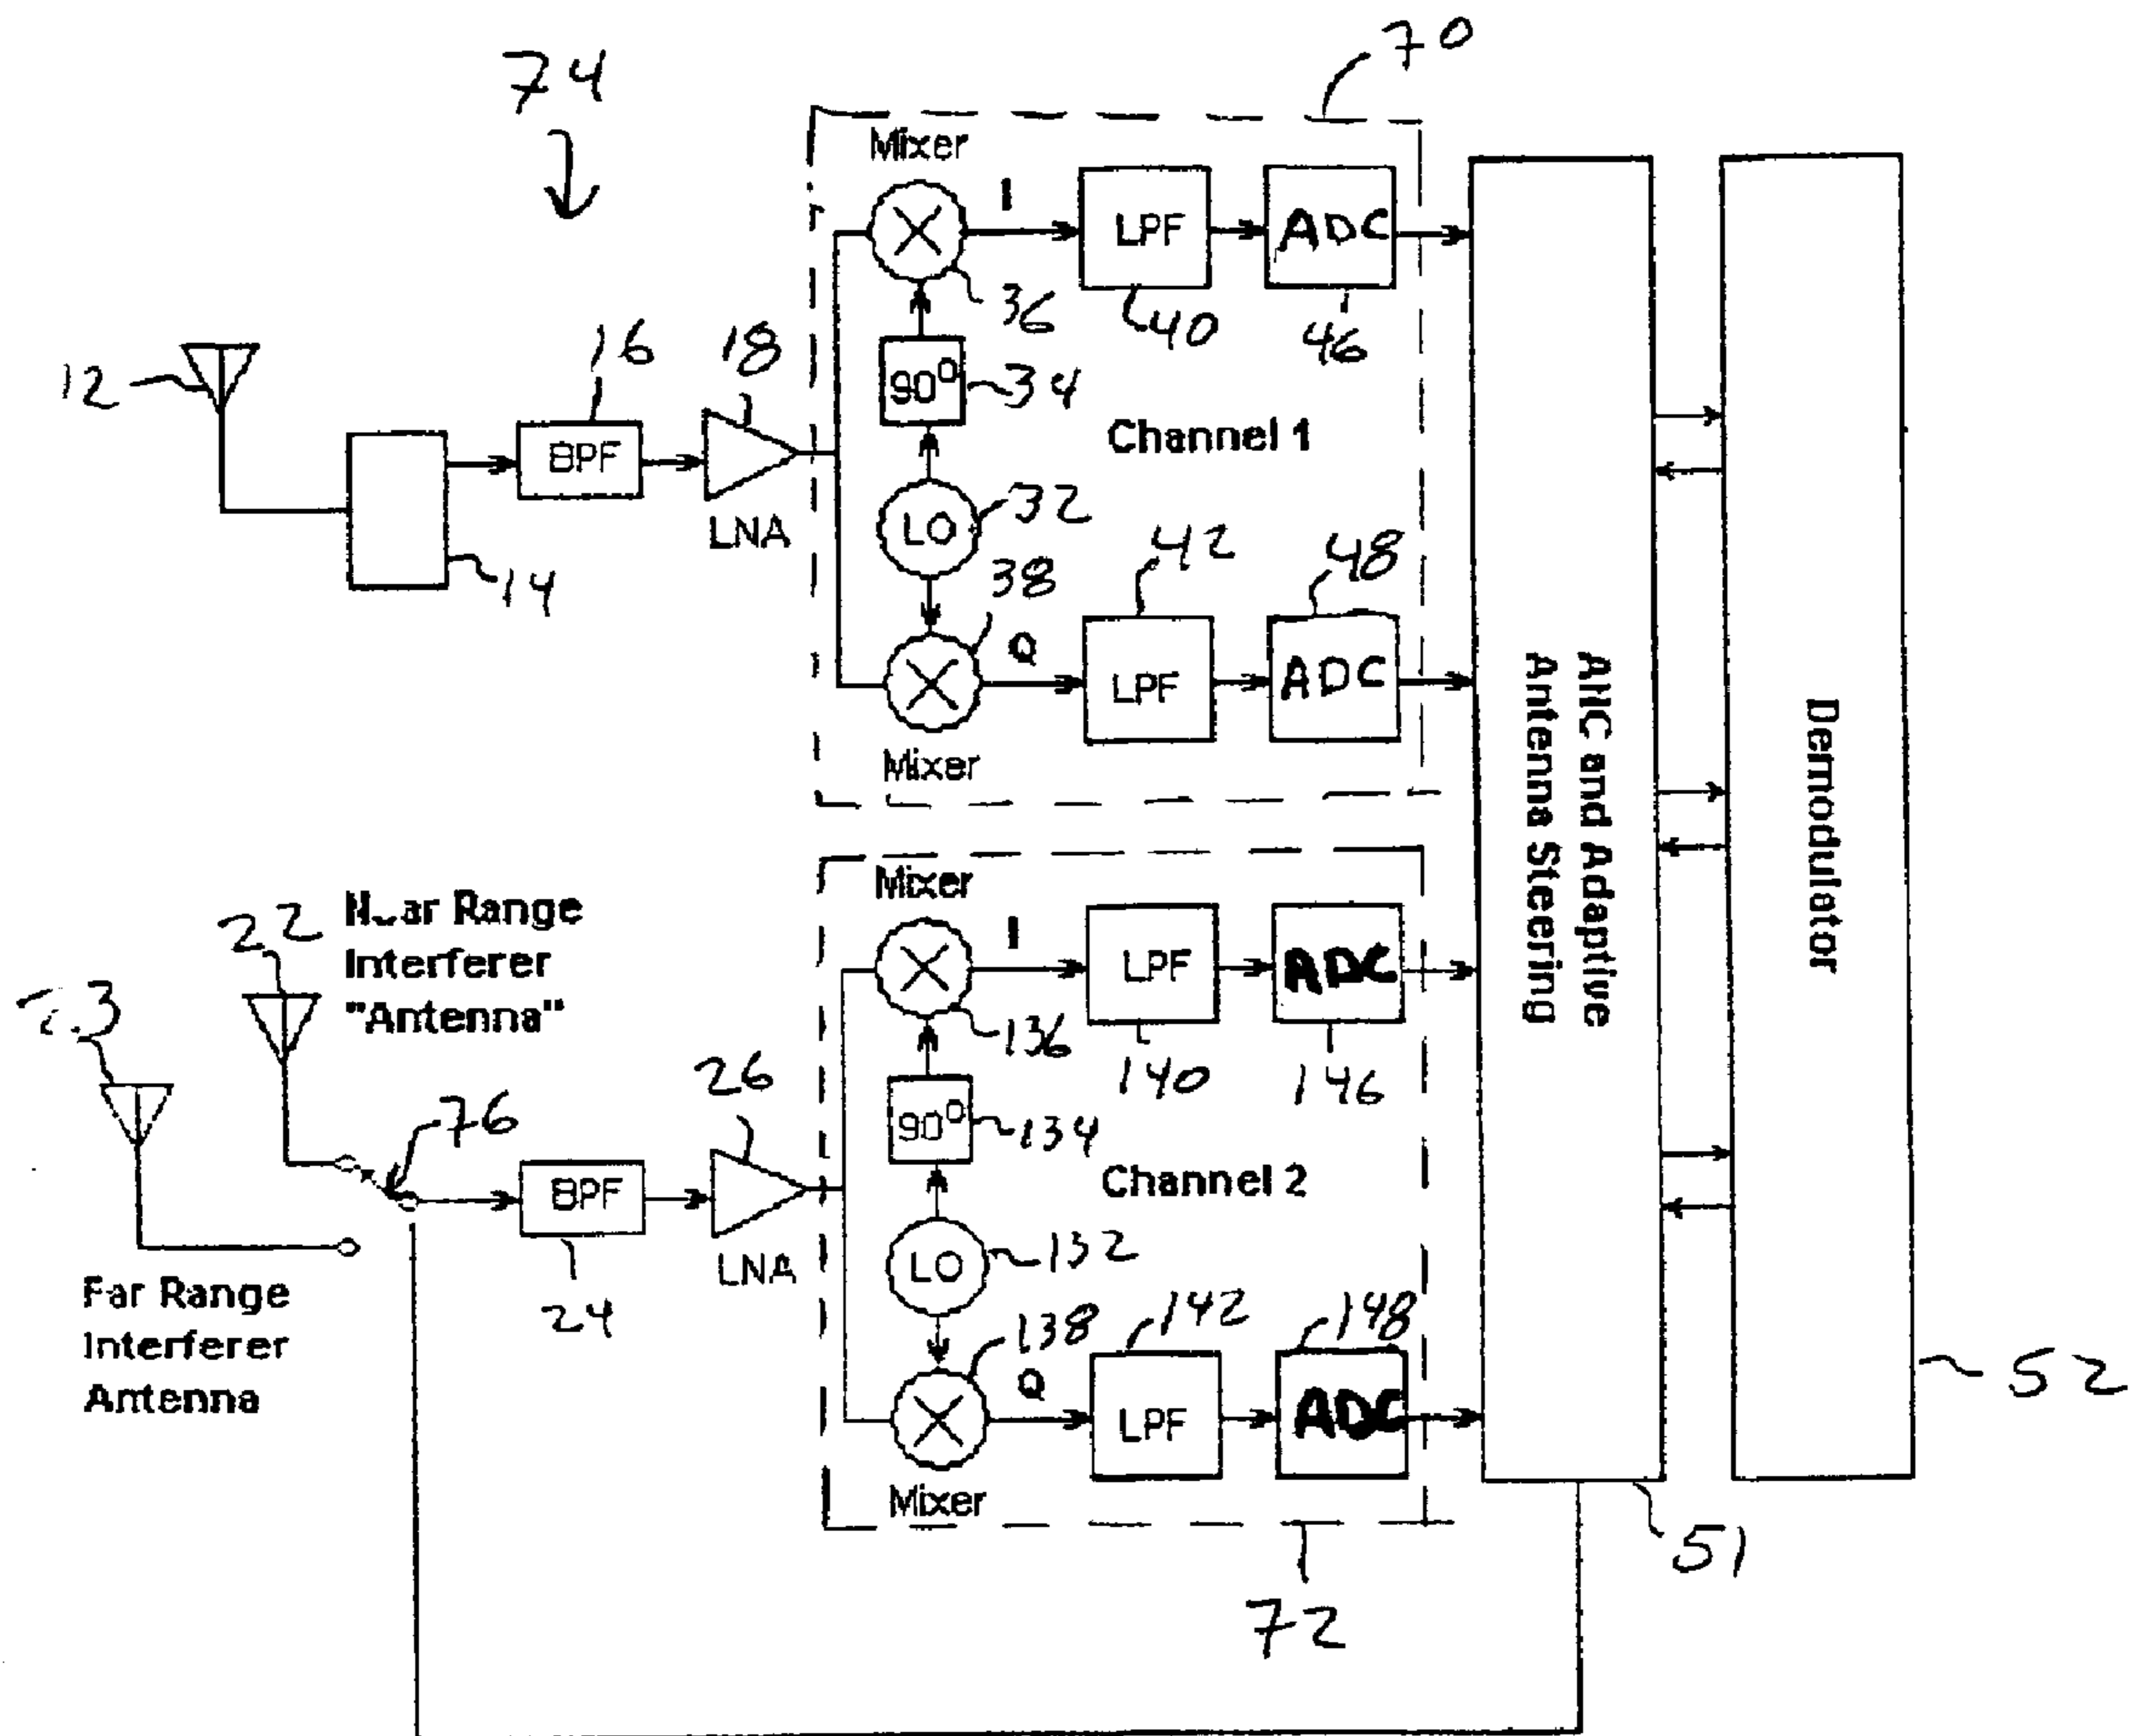 74
70
Mixer
I
LPF
ADC
36
40
46
16
18
12
90°
34
BPF
Channel 1
LNA
LO
32
14
38
42
48
Q
LPF
ADC
Mixer
ANC and Adaptive
Antenna Steering
Demodulator
Mixer
22
Near Range
Interferer
"Antenna"
I
LPF
ADC
136
140
146
26
76
90°
134
BPF
Channel 2
LNA
LO
132
24
Far Range
Interferer
Antenna
138
142
148
Q
LPF
ADC
Mixer
52
51
72